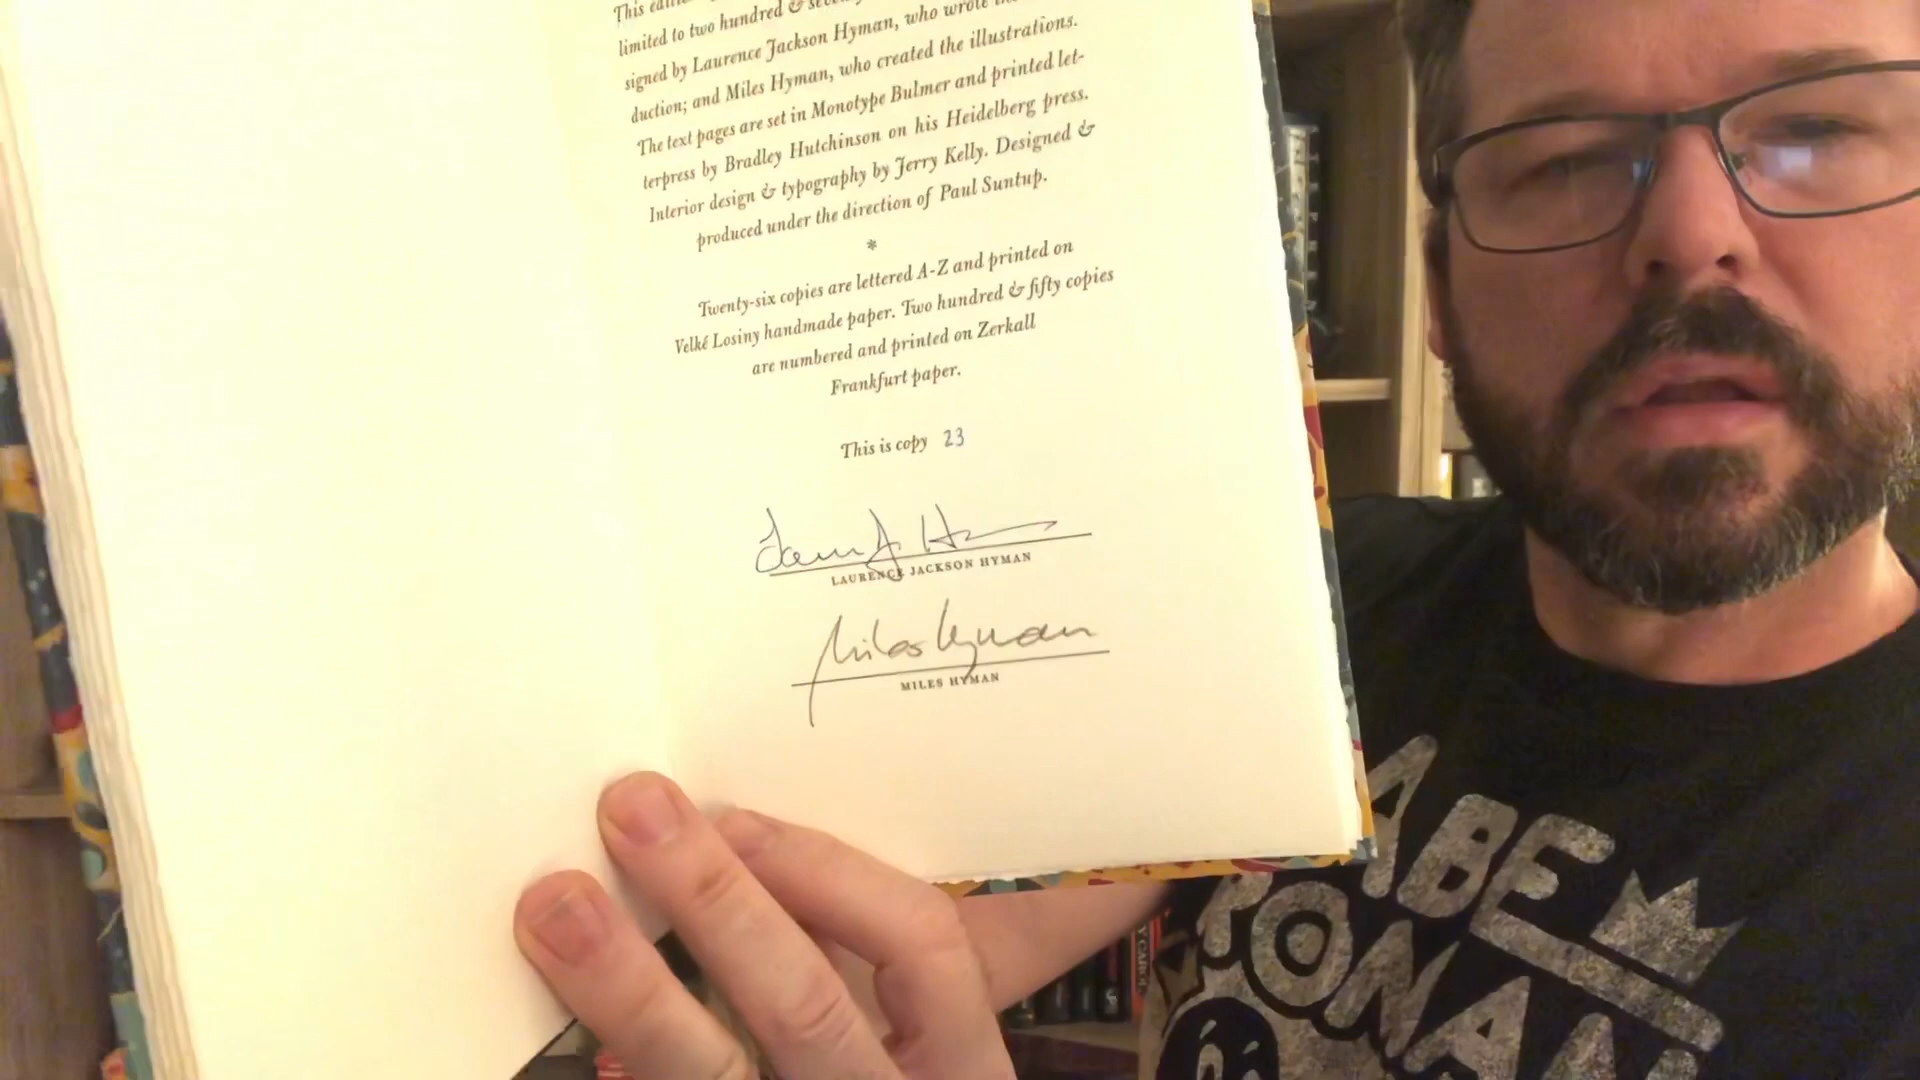 This
limited to two hundred &
signed by Laurence Jackson Hyman, who wrote
duction; and Miles Hyman, who created the illustrations.
The text pages are set in Monotype Bulmer and printed let-
terpress by Bradley Hutchinson on his Heidelberg press.
Interior design & typography by Jerry Kelly. Designed &
produced under the direction of Paul Suntup.
*
Twenty-six copies are lettered A-Z and printed on
Velké Losiny handmade paper. Two hundred & fifty copies
are numbered and printed on Zerkall
Frankfurt paper.
This is copy 23
LAURENCE JACKSON HYMAN
Miles Hyman
MILES HYMAN
ABE